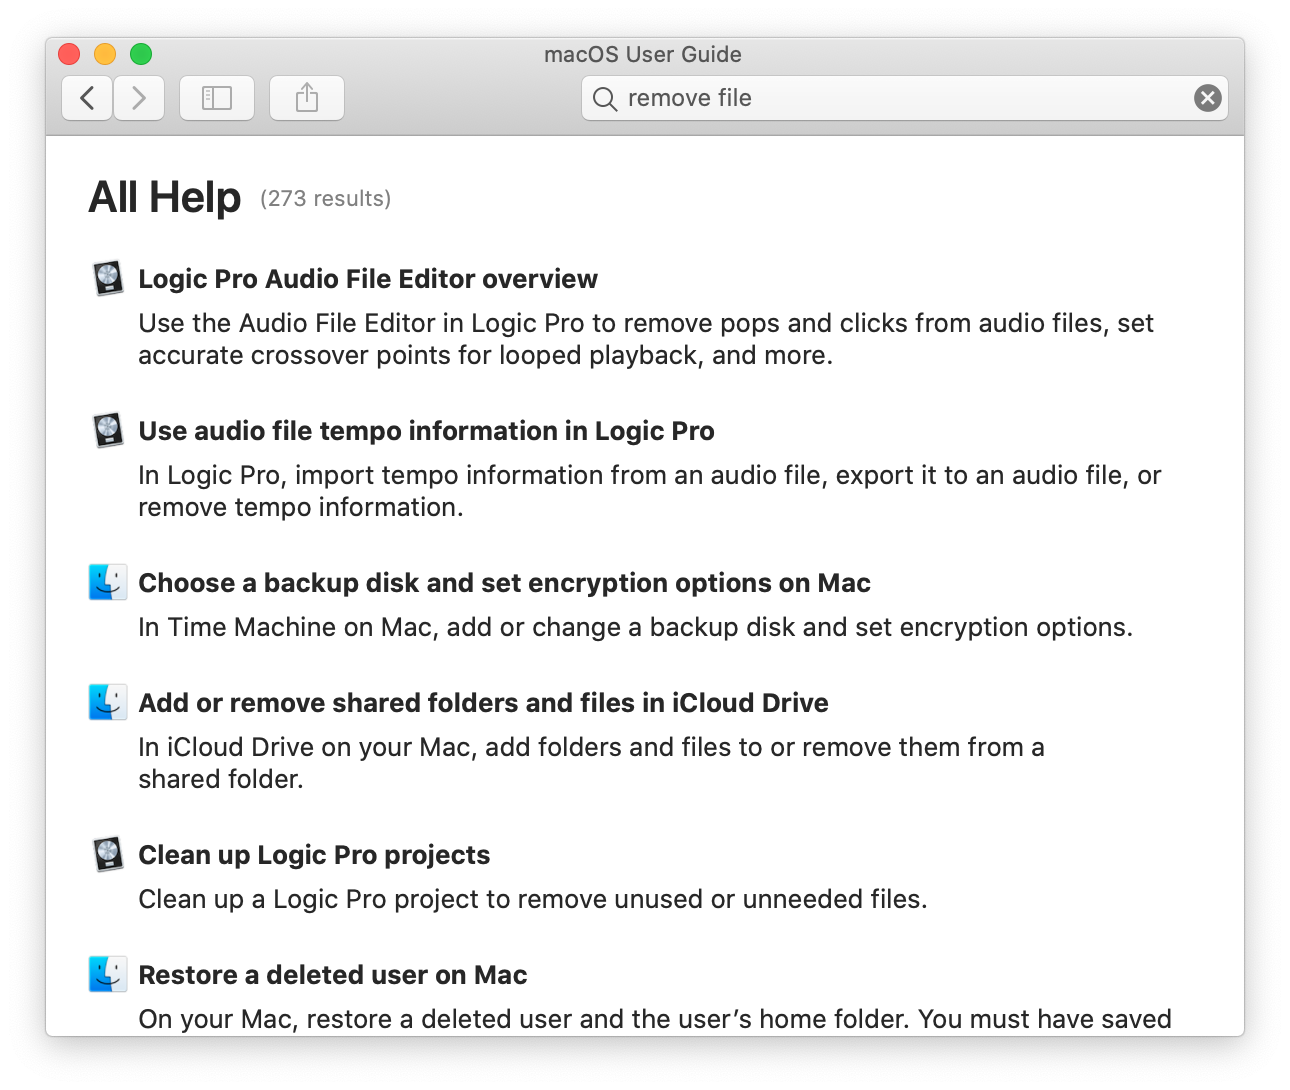 macOS User Guide
remove file
All Help (273 results)
Logic Pro Audio File Editor overview
Use the Audio File Editor in Logic Pro to remove pops and clicks from audio files, set
accurate crossover points for looped playback, and more.
Use audio file tempo information in Logic Pro
In Logic Pro, import tempo information from an audio file, export it to an audio file, or
remove tempo information.
Choose a backup disk and set encryption options on Mac
In Time Machine on Mac, add or change a backup disk and set encryption options.
Add or remove shared folders and files in iCloud Drive
In iCloud Drive on your Mac, add folders and files to or remove them from a
shared folder.
Clean up Logic Pro projects
Clean up a Logic Pro project to remove unused or unneeded files.
Restore a deleted user on Mac
On your Mac, restore a deleted user and the user’s home folder. You must have saved